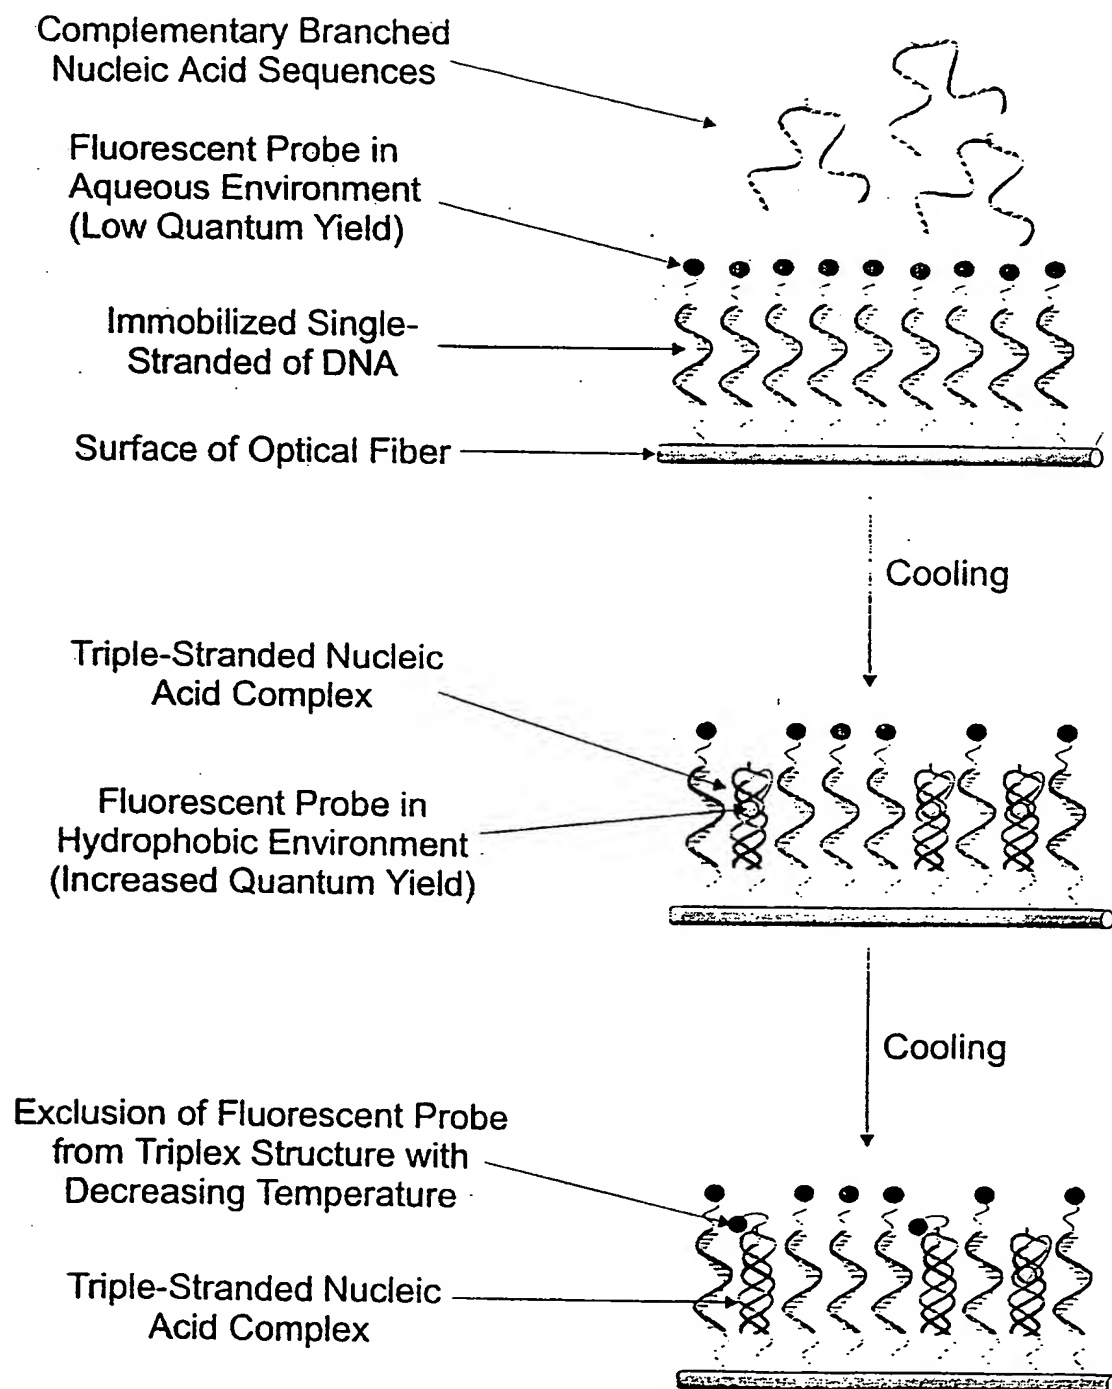 Complementary Branched
Nucleic Acid Sequences
Fluorescent Probe in
Aqueous Environment
(Low Quantum Yield)
Immobilized Single-
Stranded of DNA
Surface of Optical Fiber
Cooling
Triple-Stranded Nucleic
Acid Complex
Fluorescent Probe in
Hydrophobic Environment
(Increased Quantum Yield)
Cooling
Exclusion of Fluorescent Probe
from Triplex Structure with
Decreasing Temperature
Triple-Stranded Nucleic
Acid Complex